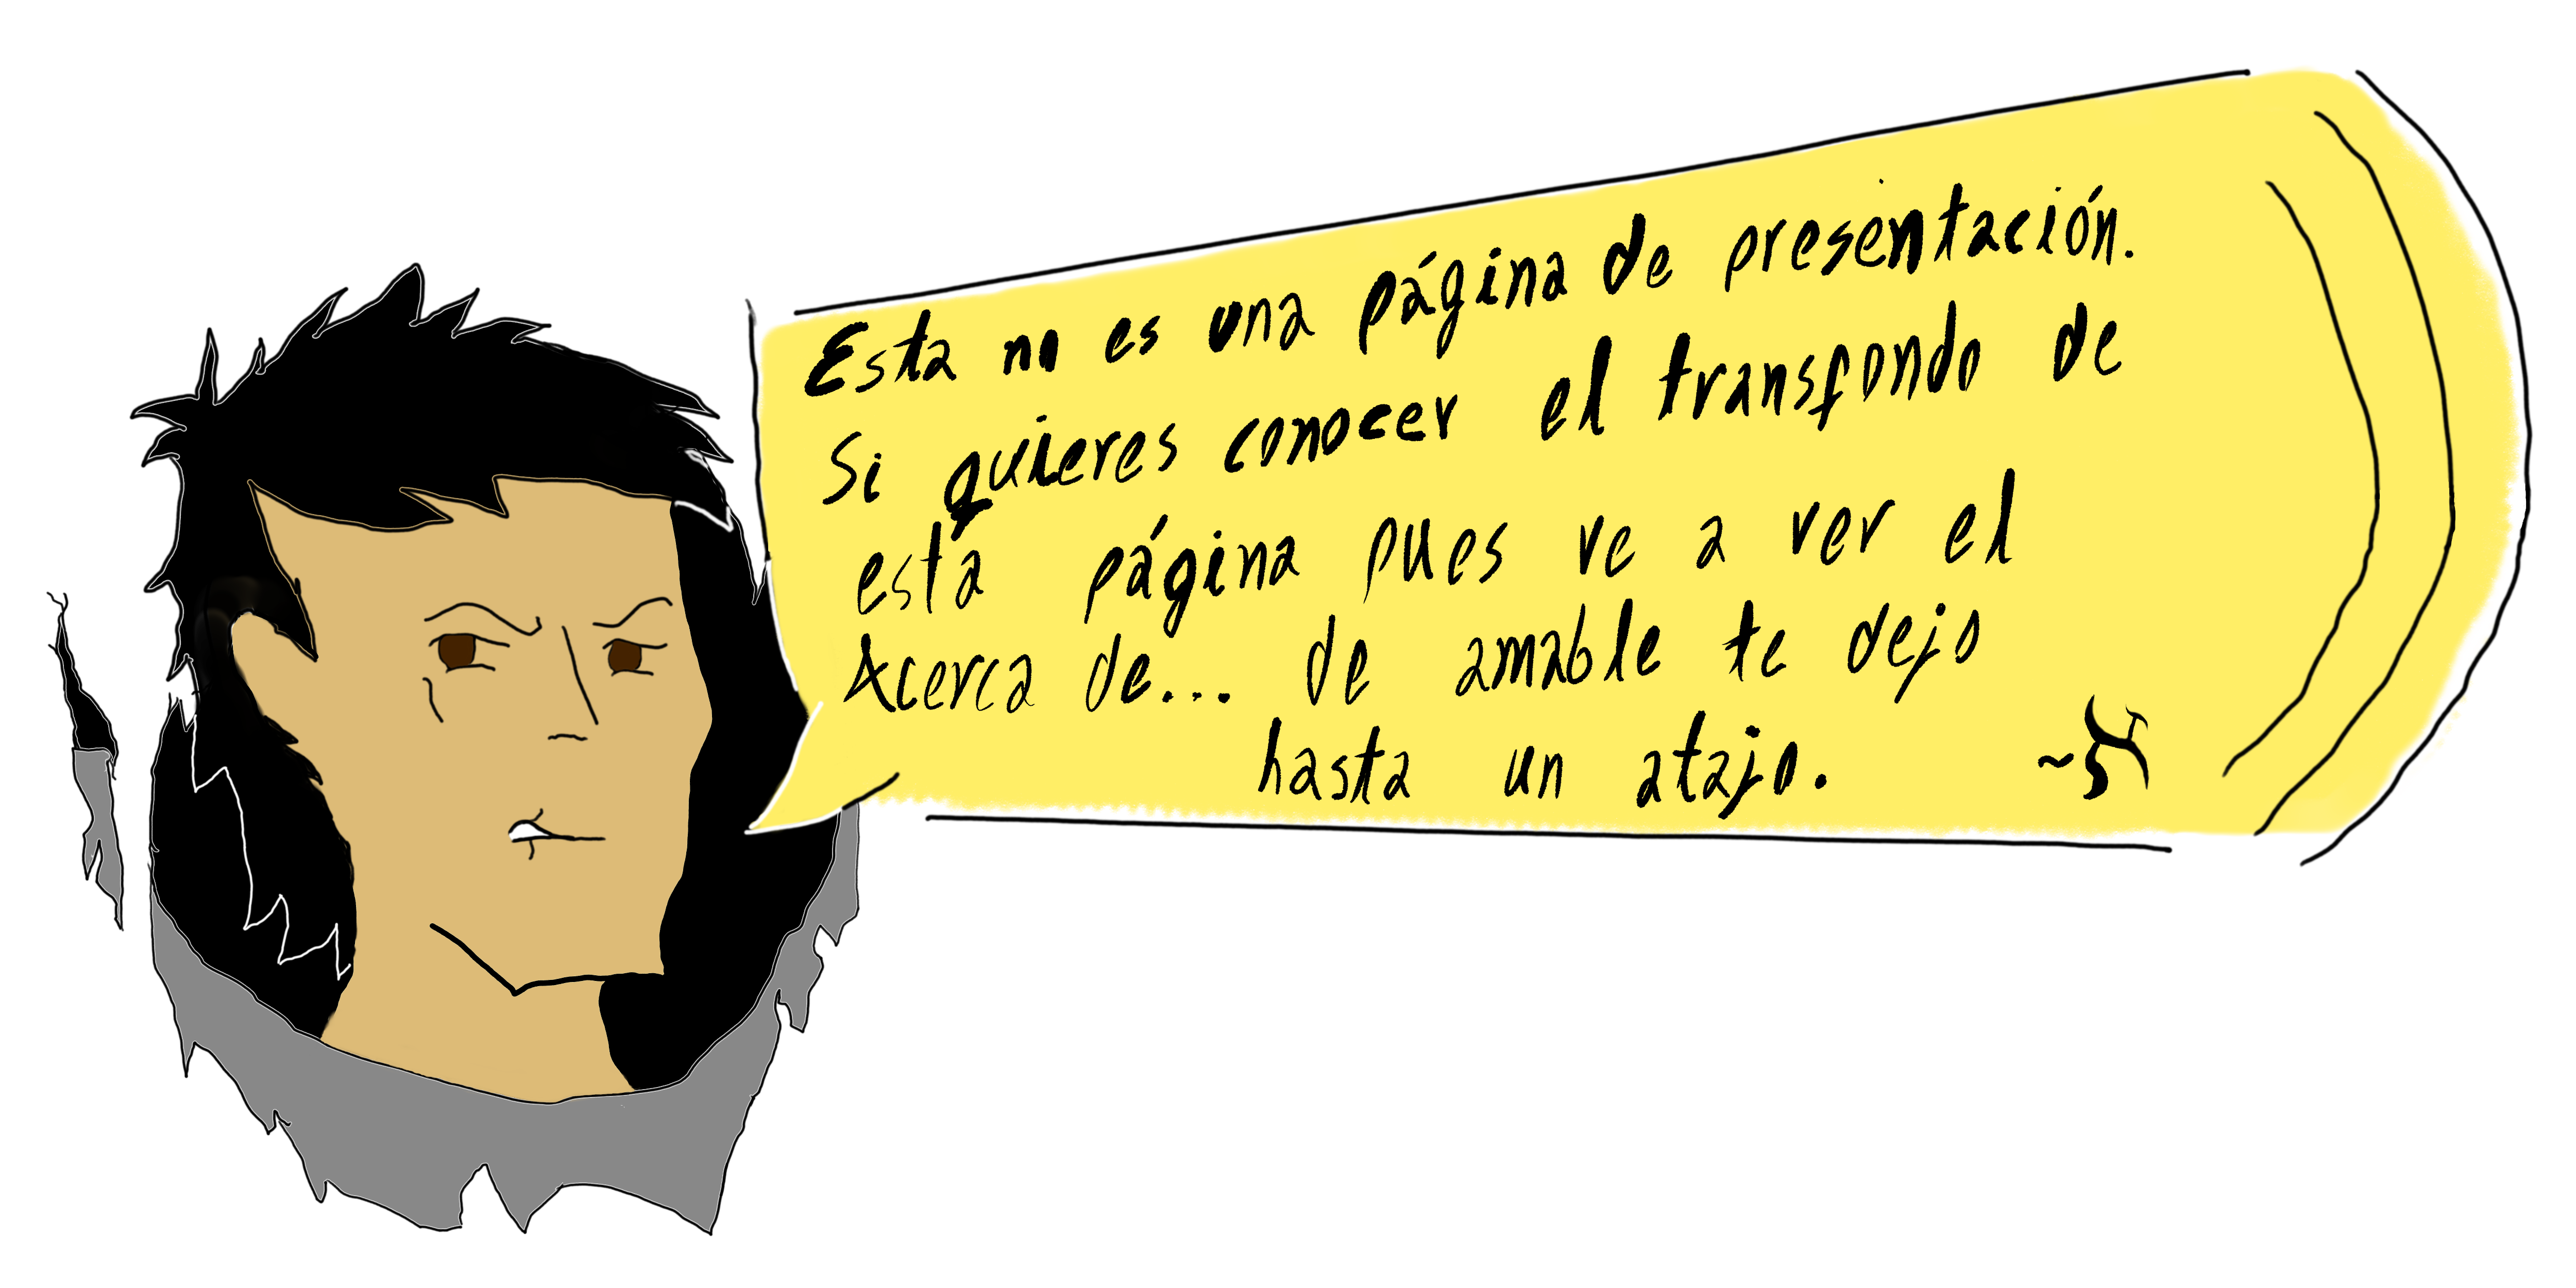 Esta no es una página de presentación.
Si quieres conocer el transfondo de
está página pues ve a ver el
Acerca de... de amable te dejo
hasta un atajo.